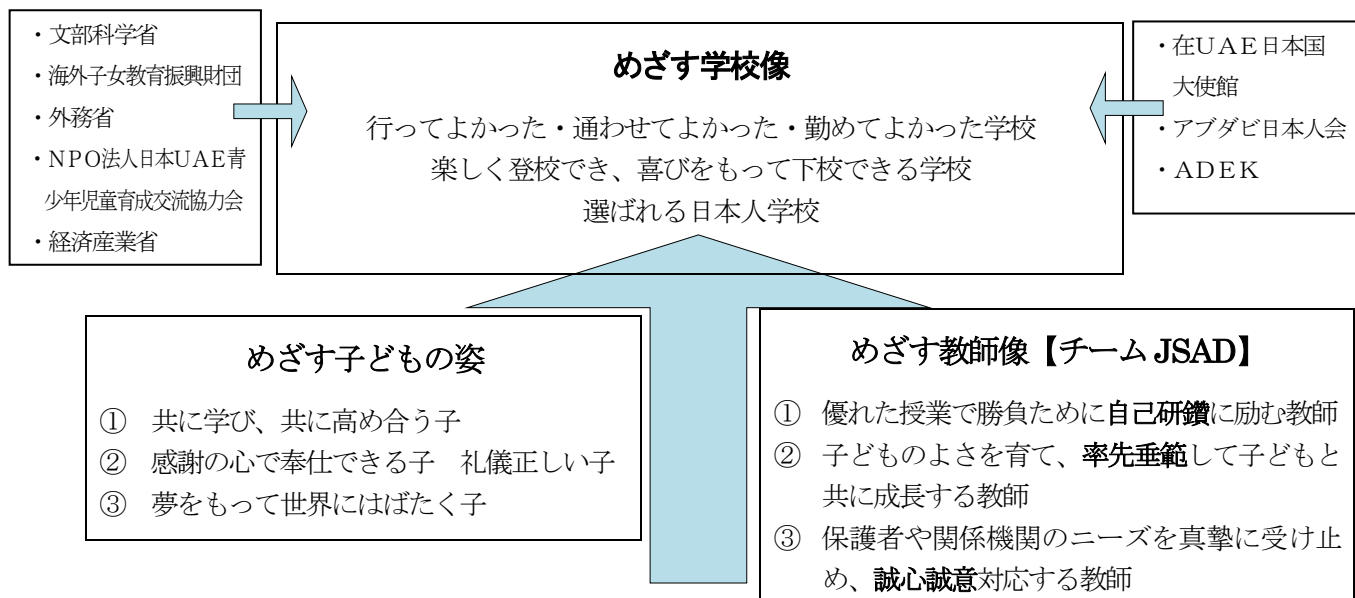 ・文部科学省
・海外子女教育振興財団
・外務省
・NPO法人日本UAE青
少年児童育成交流協力会
・経済産業省
めざす学校像
行ってよかった・通わせてよかった・勤めてよかった学校
楽しく登校でき、喜びをもって下校できる学校
選ばれる日本人学校
・在UAE日本国
大使館
・アブダビ日本人会
・ADEK
めざす子どもの姿
① 共に学び、共に高め合う子
② 感謝の心で奉仕できる子 礼儀正しい子
③ 夢をもって世界にはばたく子
めざす教師像【チーム JSAD】
① 優れた授業で勝負ために自己研鑽に励む教師
② 子どものよさを育て、率先垂範して子どもと
共に成長する教師
③ 保護者や関係機関のニーズを真摯に受け止
め、誠心誠意対応する教師